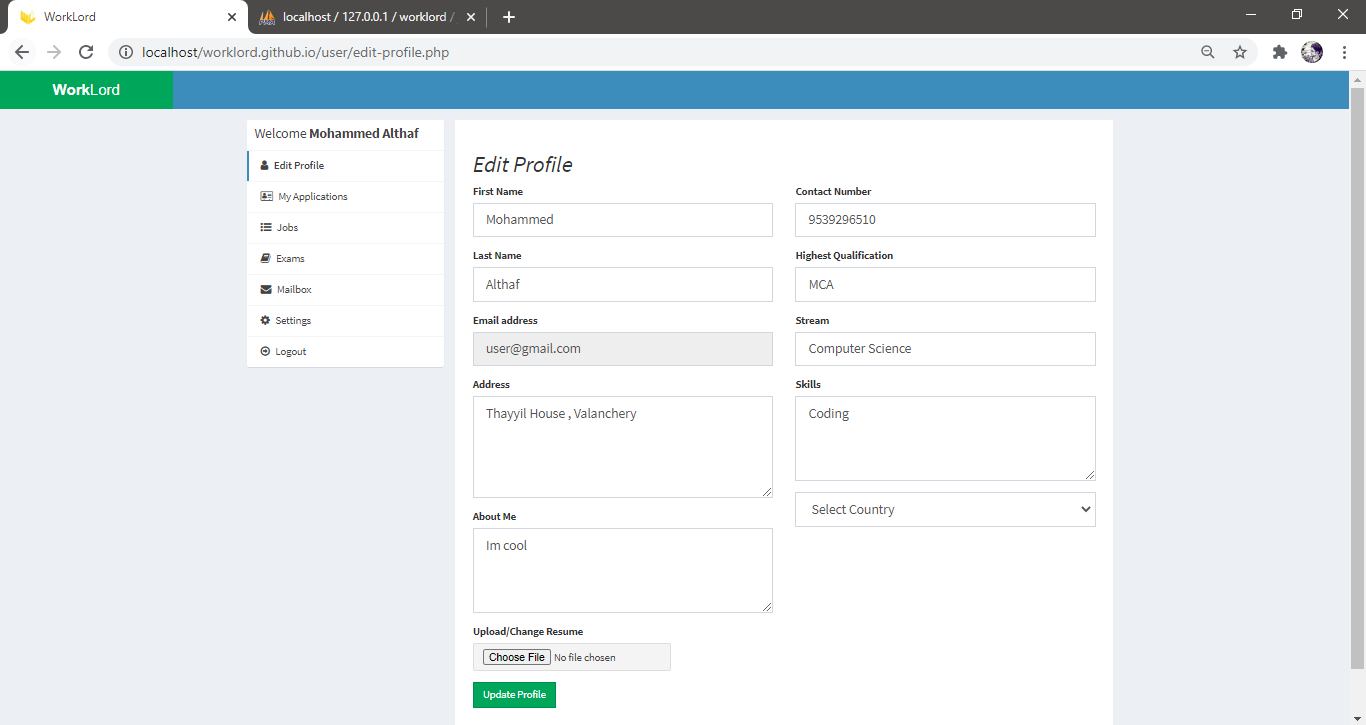 WorkLord
localhost / 127.0.0.1 / worklord /
localhost/worklord.github.io/user/edit-profile.php
WorkLord
Welcome Mohammed Althaf
Edit Profile
My Applications
Jobs
Exams
Mailbox
Settings
Logout
Edit Profile
First Name
Mohammed
Last Name
Althaf
Email address
user@gmail.com
Address
Thayyil House , Valanchery
About Me
Im cool
Upload/Change Resume
Choose File No file chosen
Update Profile
Contact Number
9539296510
Highest Qualification
MCA
Stream
Computer Science
Skills
Coding
Select Country